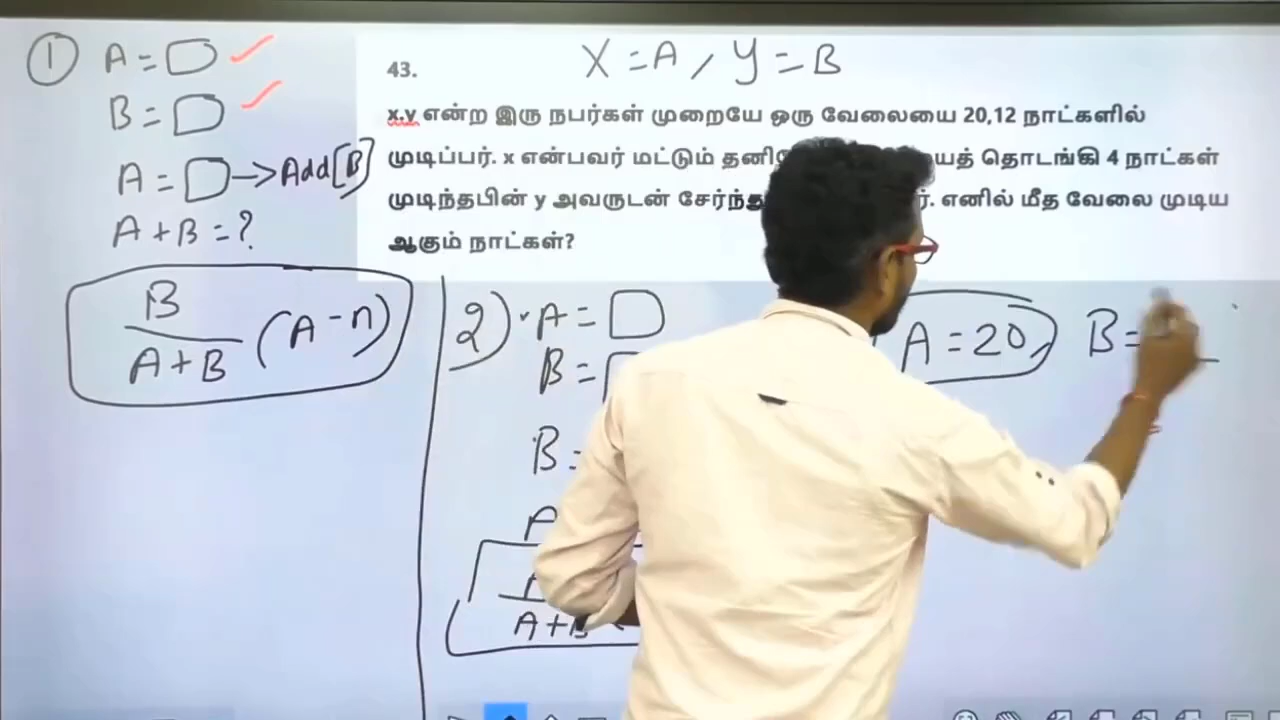 ① A = □ ✓
B = □ ✓
A = □ → Add [B]
A + B = ?
B
A + B
(A - n)
43.
X = A, Y = B
x.y என்ற இரு நபர்கள் முறையே ஒரு வேலையை 20,12 நாட்களில்
முடிப்பர். x என்பவர் மட்டும் தொடங்கி 4 நாட்கள்
முடிந்தபின் y அவருடன் எனில் மீத வேலை முடிய
ஆகும் நாட்கள்?
2) A = □
B =
B =
A
A + B
A = 20, B =